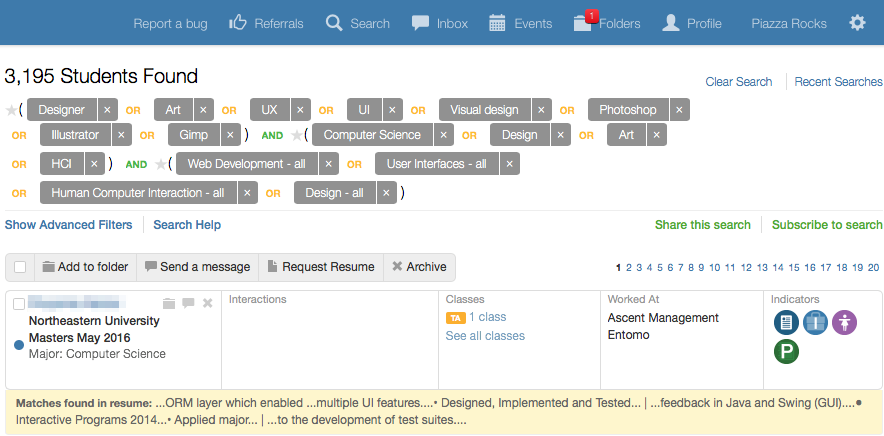 Report a bug Referrals Search Inbox Events 1 Folders Profile Piazza Rocks
3,195 Students Found
Clear Search Recent Searches
( Designer × OR Art × OR UX × OR UI × OR Visual design × OR Photoshop ×
OR Illustrator × OR Gimp × ) AND ( Computer Science × OR Design × OR Art ×
OR HCI × ) AND ( Web Development - all × OR User Interfaces - all ×
OR Human Computer Interaction - all × OR Design - all × )
Show Advanced Filters Search Help Share this search Subscribe to search
Add to folder Send a message Request Resume Archive 1 2 3 4 5 6 7 8 9 10 11 12 13 14 15 16 17 18 19 20
Interactions Classes Worked At Indicators
Northeastern University TA 1 class Ascent Management
Masters May 2016 See all classes Entomo
Major: Computer Science P
Matches found in resume: ...ORM layer which enabled ...multiple UI features....• Designed, Implemented and Tested... | ...feedback in Java and Swing (GUI)....●
Interactive Programs 2014...• Applied major... | ...to the development of test suites....